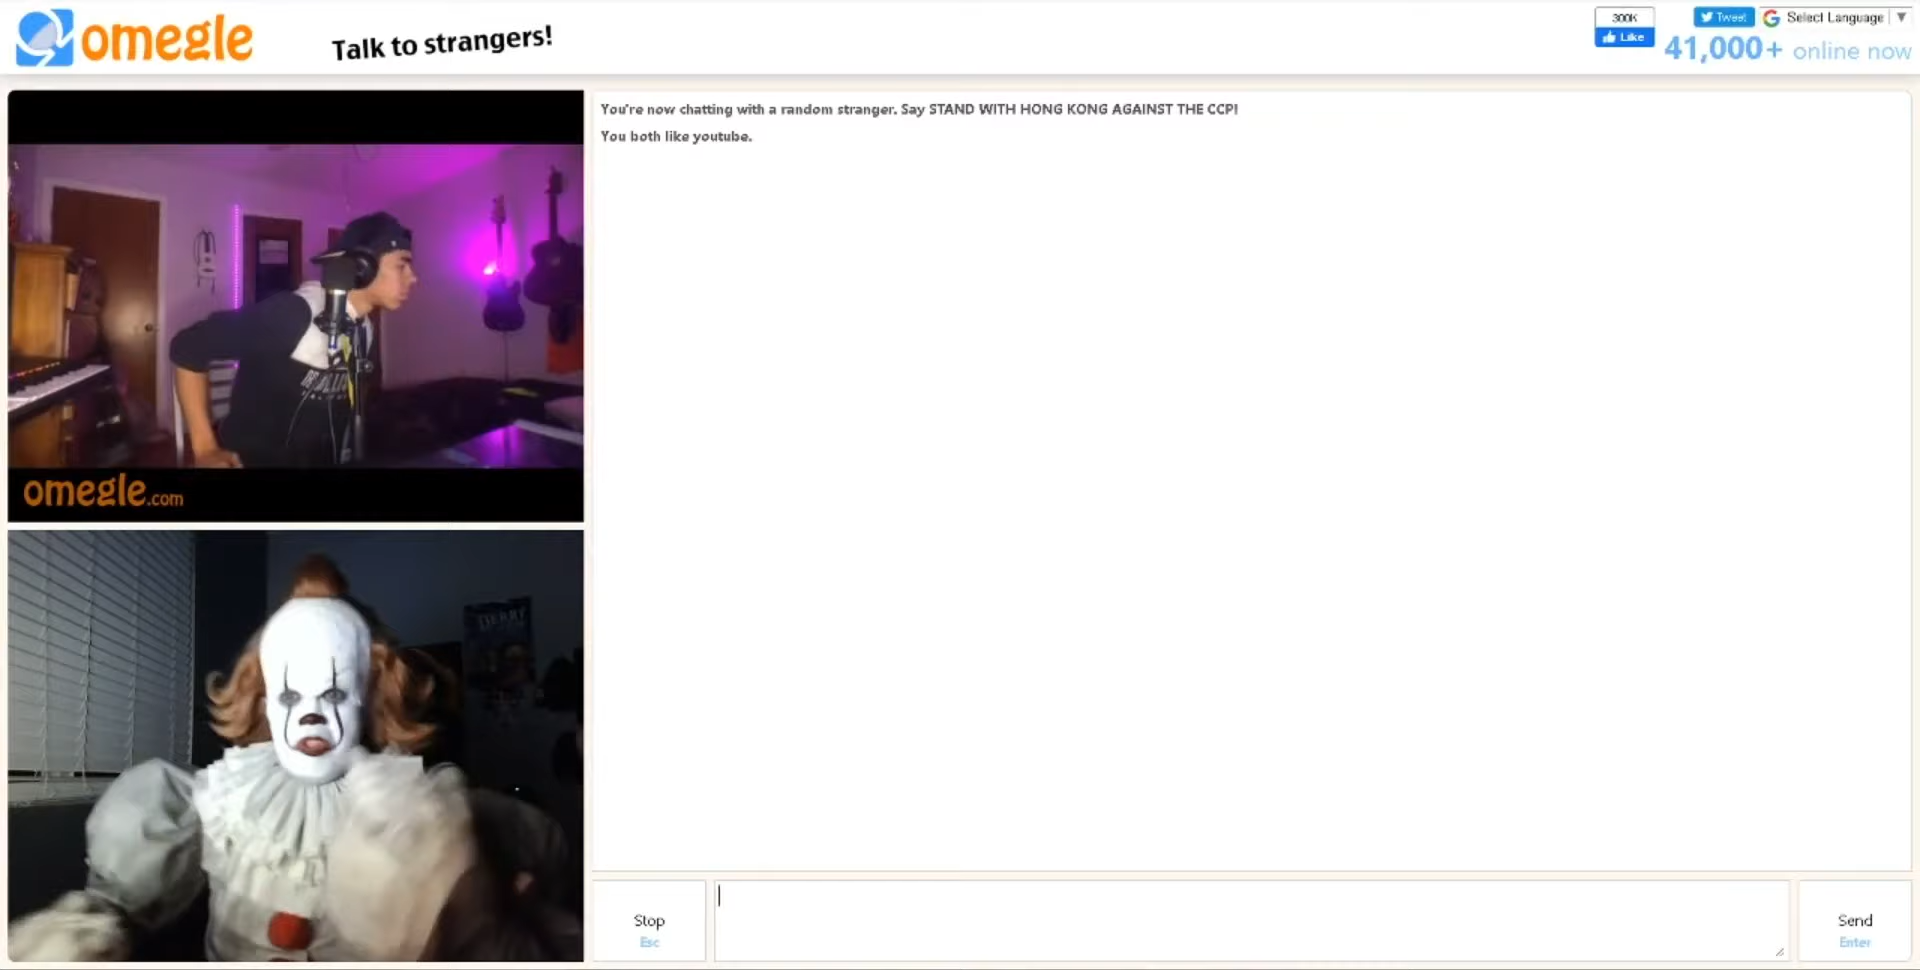 omegle
Talk to strangers!
300K
Like
Tweet
Select Language
41,000+ online now
You're now chatting with a random stranger. Say STAND WITH HONG KONG AGAINST THE CCP!
You both like youtube.
omegle.com
DERRY
Stop
Esc
Send
Enter